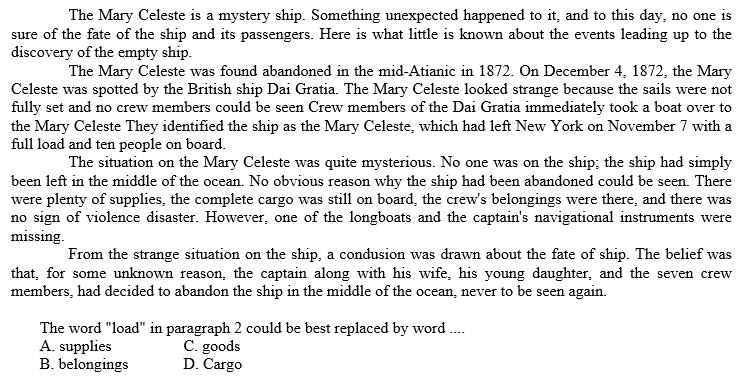 The Mary Celeste is a mystery ship. Something unexpected happened to it, and to this day, no one is
sure of the fate of the ship and its passengers. Here is what little is known about the events leading up to the
discovery of the empty ship.
The Mary Celeste was found abandoned in the mid-Atianic in 1872. On December 4, 1872, the Mary
Celeste was spotted by the British ship Dai Gratia. The Mary Celeste looked strange because the sails were not
fully set and no crew members could be seen Crew members of the Dai Gratia immediately took a boat over to
the Mary Celeste They identified the ship as the Mary Celeste, which had left New York on November 7 with a
full load and ten people on board.
The situation on the Mary Celeste was quite mysterious. No one was on the ship; the ship had simply
been left in the middle of the ocean. No obvious reason why the ship had been abandoned could be seen. There
were plenty of supplies, the complete cargo was still on board, the crew's belongings were there, and there was
no sign of violence disaster. However, one of the longboats and the captain's navigational instruments were
missing.
From the strange situation on the ship, a condusion was drawn about the fate of ship. The belief was
that, for some unknown reason, the captain along with his wife, his young daughter, and the seven crew
members, had decided to abandon the ship in the middle of the ocean, never to be seen again.
The word "load" in paragraph 2 could be best replaced by word ....
A. supplies C. goods
B. belongings D. Cargo